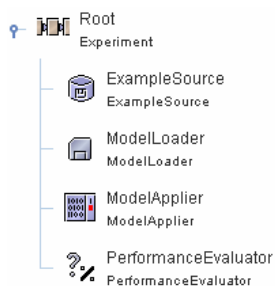 Root
Experiment
ExampleSource
ExampleSource
ModelLoader
ModelLoader
ModelApplier
ModelApplier
PerformanceEvaluator
PerformanceEvaluator